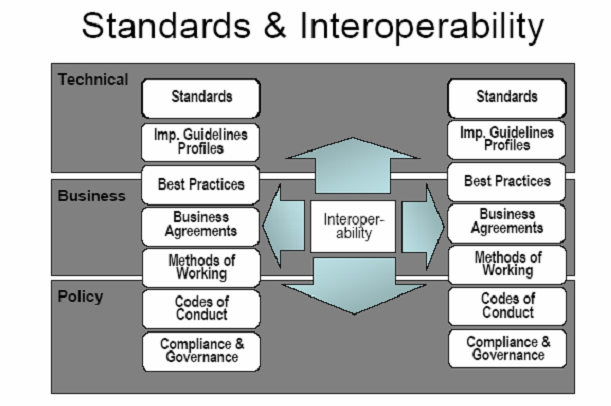 Standards & Interoperability
Technical
Standards
Imp. Guidelines
Profiles
Best Practices
Business
Business
Agreements
Methods of
Working
Policy
Codes of
Conduct
Compliance &
Governance
Interoper-
ability
Standards
Imp. Guidelines
Profiles
Best Practices
Business
Agreements
Methods of
Working
Codes of
Conduct
Compliance &
Governance